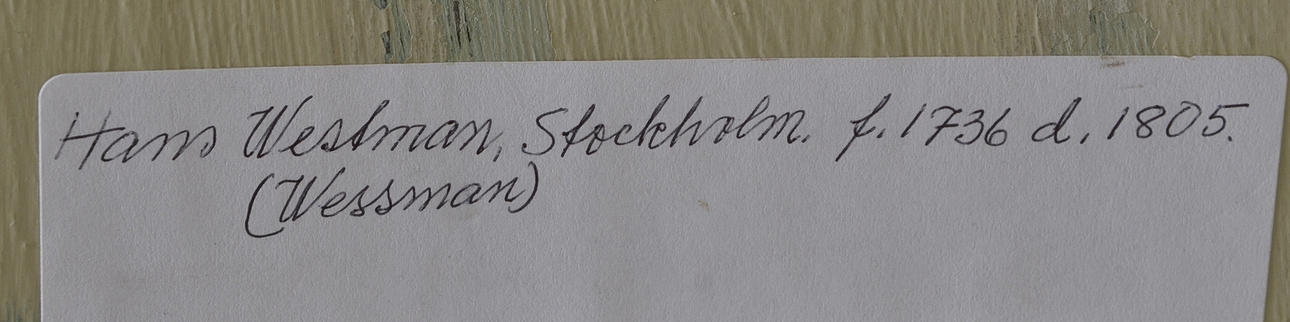 Hans Westman, Stockholm. f. 1736 d. 1805.
(Wessman)